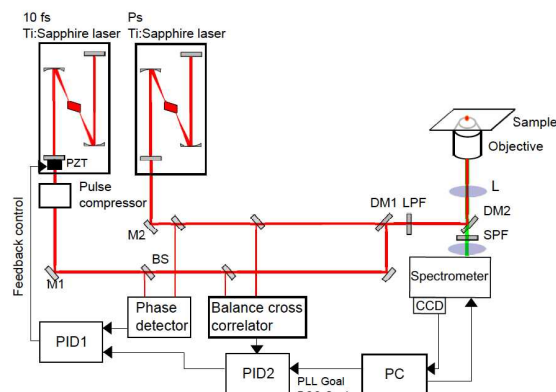 10 fs
Ti:Sapphire laser
Ps
Ti:Sapphire laser
PZT
Pulse
compressor
Feedback control
M1
M2
BS
DM1
LPF
Sample
Objective
L
DM2
SPF
Spectrometer
CCD
Phase
detector
Balance cross
correlator
PID1
PID2
PC
PLL Goal